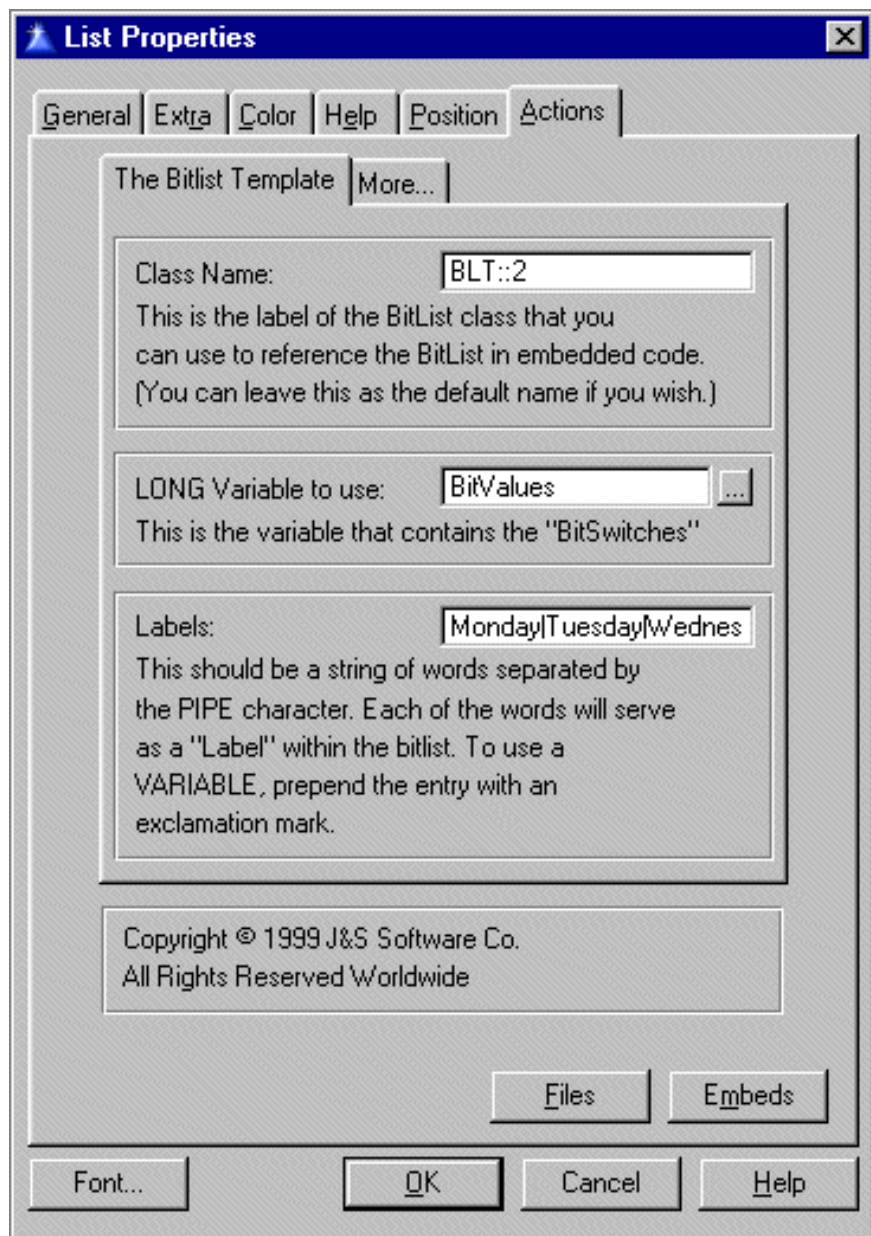 List Properties
General Extra Color Help Position Actions
The Bitlist Template More...
Class Name: BLT::2
This is the label of the BitList class that you
can use to reference the BitList in embedded code.
(You can leave this as the default name if you wish.)
LONG Variable to use: BitValues ...
This is the variable that contains the "BitSwitches"
Labels: Monday|Tuesday|Wednes
This should be a string of words separated by
the PIPE character. Each of the words will serve
as a "Label" within the bitlist. To use a
VARIABLE, prepend the entry with an
exclamation mark.
Copyright © 1999 J&S Software Co.
All Rights Reserved Worldwide
Files Embeds
Font... OK Cancel Help